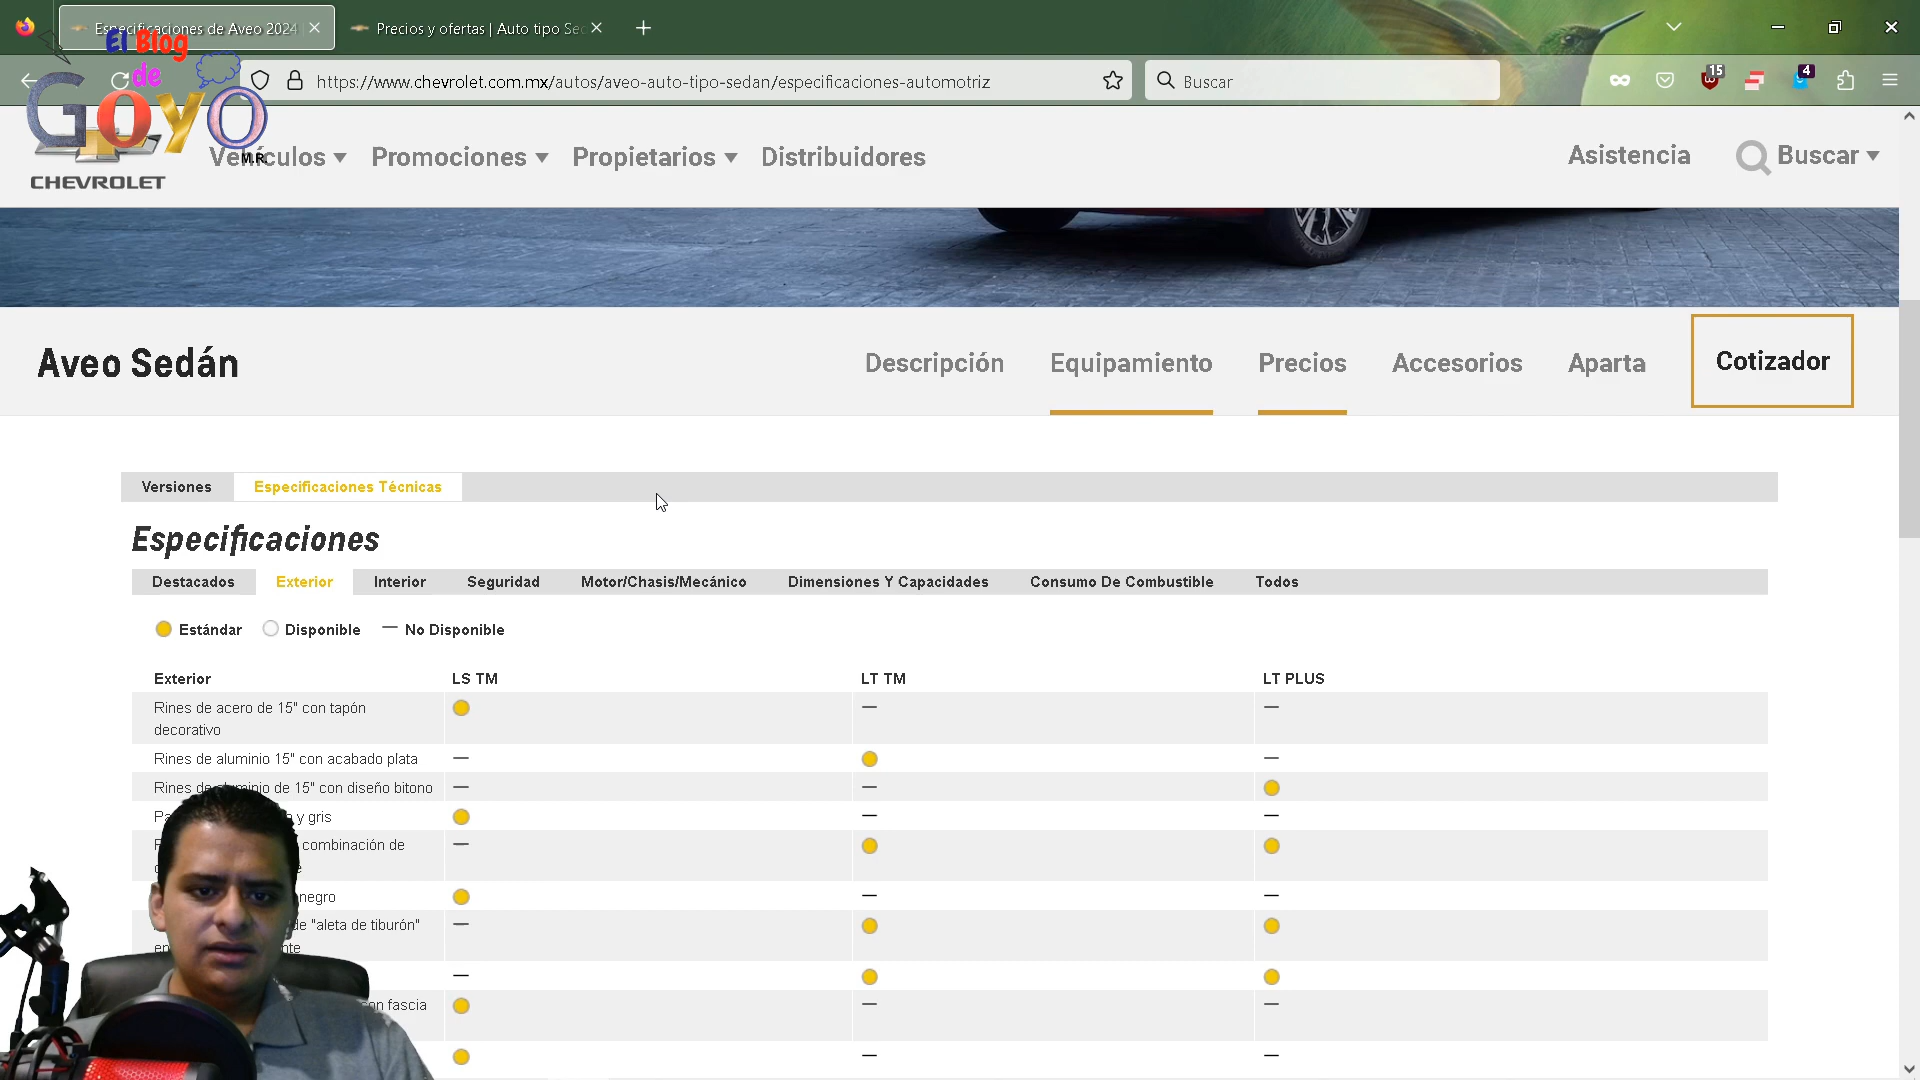 Especificaciones de Aveo 2024
Precios y ofertas | Auto tipo Sed
El Blog
de
GOYO
M.R.
https://www.chevrolet.com.mx/autos/aveo-auto-tipo-sedan/especificaciones-automotriz
Buscar
15
4
CHEVROLET
Vehículos
Promociones
Propietarios
Distribuidores
Asistencia
Buscar
Aveo Sedán
Descripción
Equipamiento
Precios
Accesorios
Aparta
Cotizador
Versiones
Especificaciones Técnicas
Especificaciones
Destacados
Exterior
Interior
Seguridad
Motor/Chasis/Mecánico
Dimensiones Y Capacidades
Consumo De Combustible
Todos
Estándar
Disponible
— No Disponible
Exterior
LS TM
LT TM
LT PLUS
Rines de acero de 15" con tapón
decorativo
— —
Rines de aluminio 15" con acabado plata
— —
Rines de aluminio de 15" con diseño bitono
— —
y gris
— —
combinación de
—
negro
— —
de "aleta de tiburón"
—
—
con fascia
— —
— —